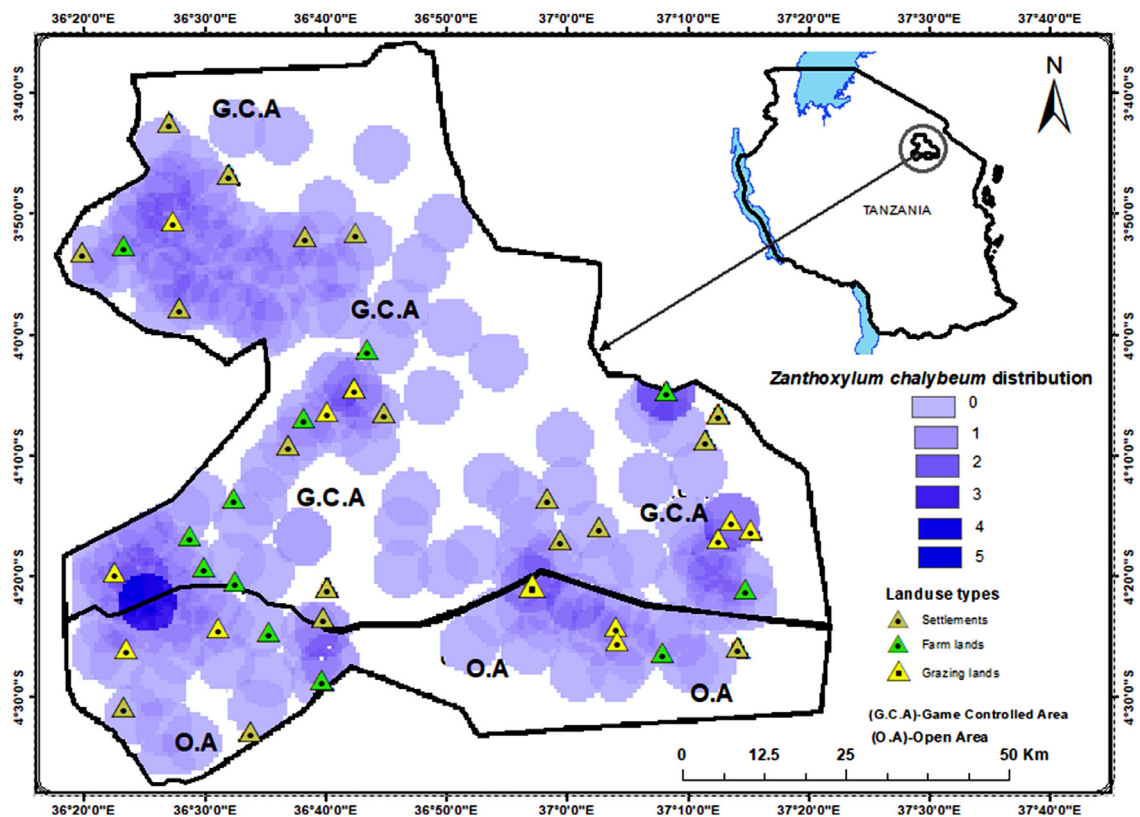 36°20'0"E 36°30'0"E 36°40'0"E 36°50'0"E 37°00'0"E 37°10'0"E 37°20'0"E 37°30'0"E 37°40'0"E
3°40'0"S
3°50'0"S
4°00'0"S
4°10'0"S
4°20'0"S
4°30'0"S
G.C.A
G.C.A
G.C.A
G.C.A
O.A
O.A
O.A
N
TANZANIA
3°40'0"S
3°50'0"S
4°00'0"S
4°10'0"S
4°20'0"S
4°30'0"S
Zanthoxylum chalybeum distribution
0
1
2
3
4
5
Landuse types
Settlements
Farm lands
Grazing lands
(G.C.A)-Game Controlled Area
(O.A)-Open Area
0 12.5 25 50 Km
36°20'0"E 36°30'0"E 36°40'0"E 36°50'0"E 37°00'0"E 37°10'0"E 37°20'0"E 37°30'0"E 37°40'0"E